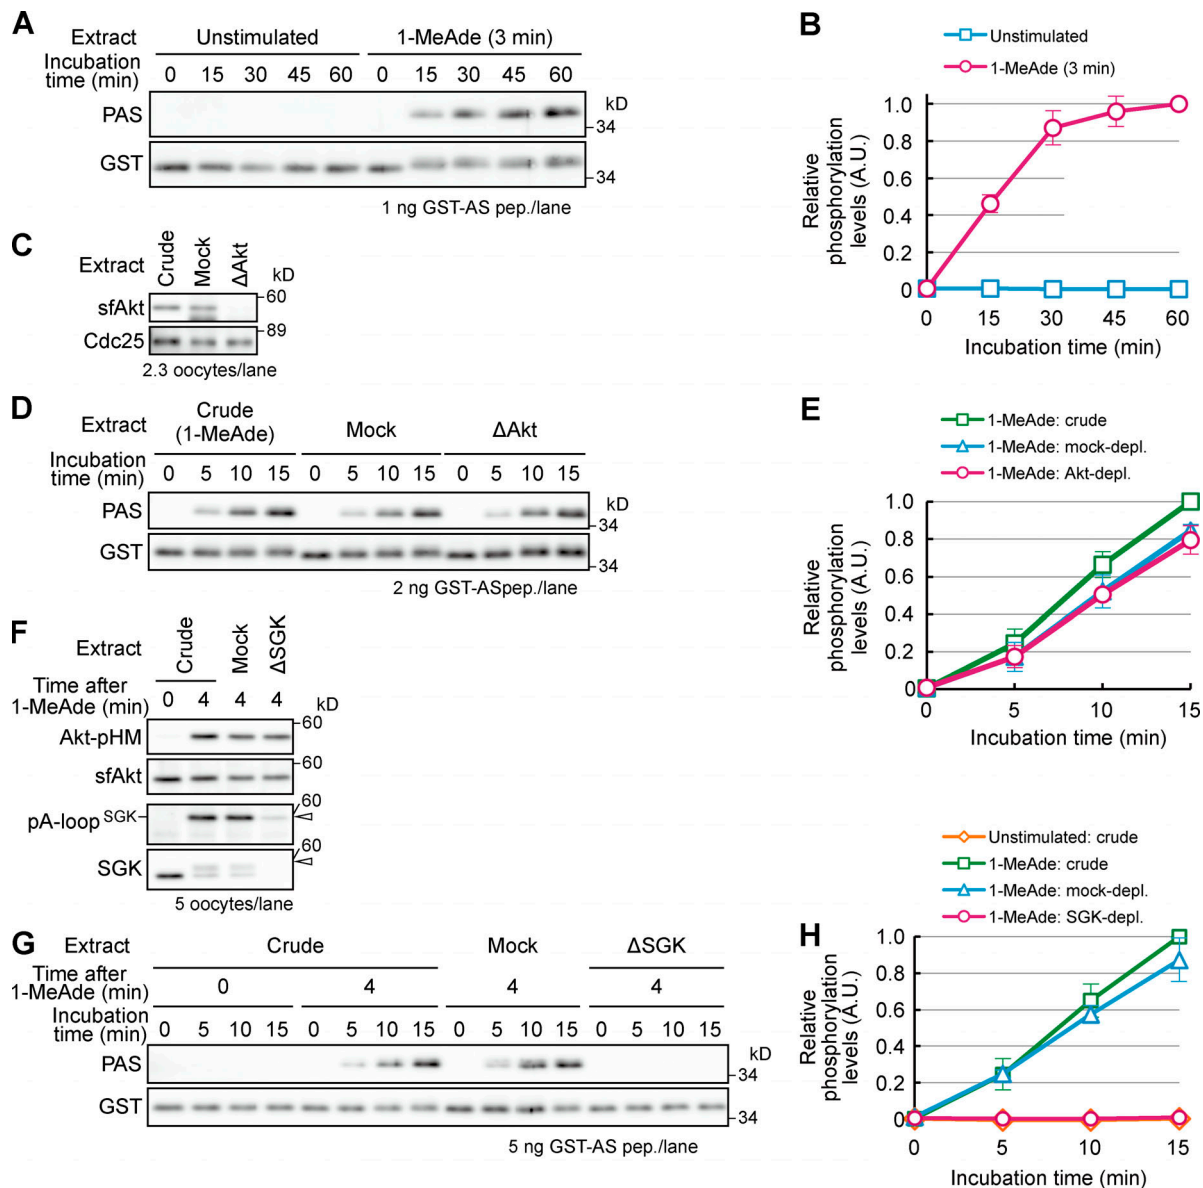 A
Extract Unstimulated 1-MeAde (3 min)
Incubation time (min) 0 15 30 45 60 0 15 30 45 60
kD
PAS
34
GST
34
1 ng GST-AS pep./lane
B
Unstimulated
1-MeAde (3 min)
Relative phosphorylation levels (A.U.)
1.0
0.8
0.6
0.4
0.2
0
0 15 30 45 60
Incubation time (min)
C
Extract Crude Mock ΔAkt kD
sfAkt 60
Cdc25 89
2.3 oocytes/lane
D
Extract Crude (1-MeAde) Mock ΔAkt
Incubation time (min) 0 5 10 15 0 5 10 15 0 5 10 15
kD
PAS
34
GST
34
2 ng GST-ASpep./lane
E
1-MeAde: crude
1-MeAde: mock-depl.
1-MeAde: Akt-depl.
Relative phosphorylation levels (A.U.)
1.0
0.8
0.6
0.4
0.2
0
0 5 10 15
Incubation time (min)
F
Extract Crude Mock ΔSGK
Time after 1-MeAde (min) 0 4 4 4 kD
Akt-pHM 60
sfAkt 60
pA-loop SGK 60
SGK 60
5 oocytes/lane
G
Extract Crude Mock ΔSGK
Time after 1-MeAde (min) 0 4 4 4
Incubation time (min) 0 5 10 15 0 5 10 15 0 5 10 15 0 5 10 15
kD
PAS
34
GST
34
5 ng GST-AS pep./lane
Unstimulated: crude
1-MeAde: crude
1-MeAde: mock-depl.
1-MeAde: SGK-depl.
H
Relative phosphorylation levels (A.U.)
1.0
0.8
0.6
0.4
0.2
0
0 5 10 15
Incubation time (min)